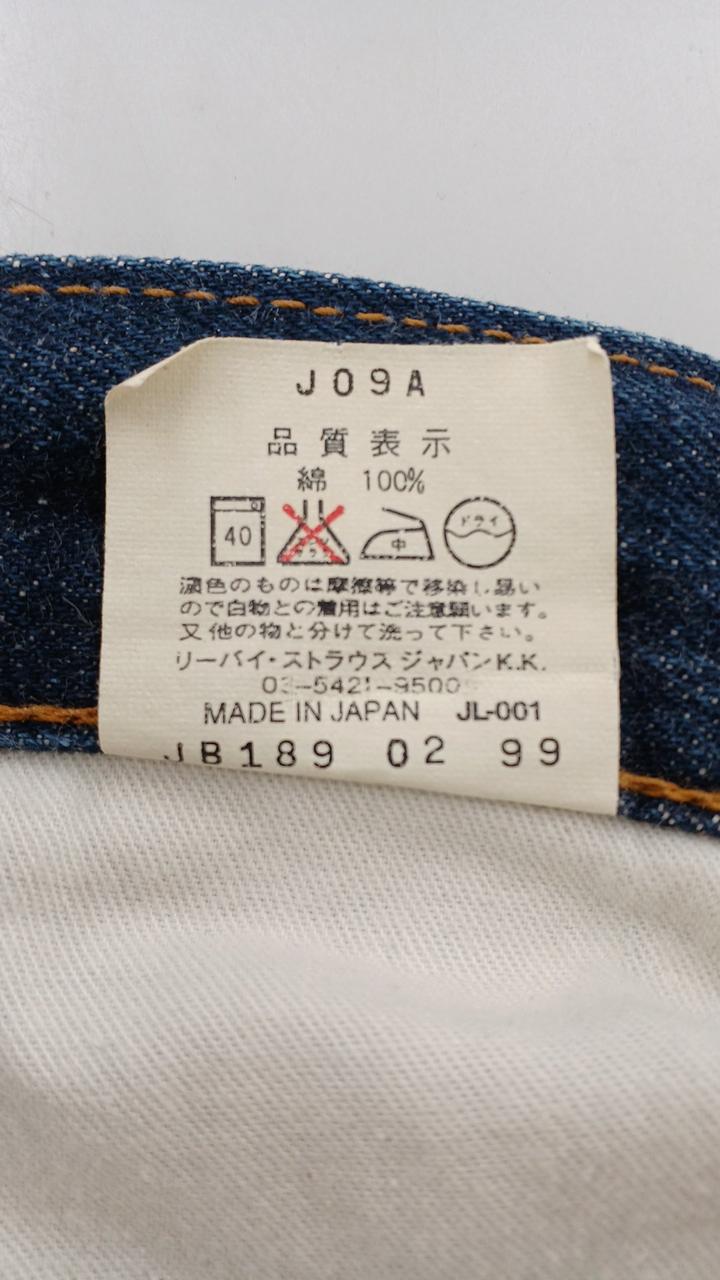 J09A
品質表示
綿 100%
40 中 ドライ
濃色のものは摩擦等で移染し易い
ので白物との着用はご注意願います。
又他の物と分けて洗って下さい。
リーバイ・ストラウス ジャパンK.K.
03-5421-9500
MADE IN JAPAN JL-001
JB189 02 99